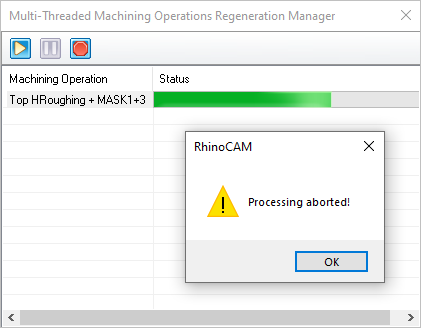 Multi-Threaded Machining Operations Regeneration Manager
Machining Operation Status
Top HRoughing + MASK1+3
RhinoCAM
Processing aborted!
OK